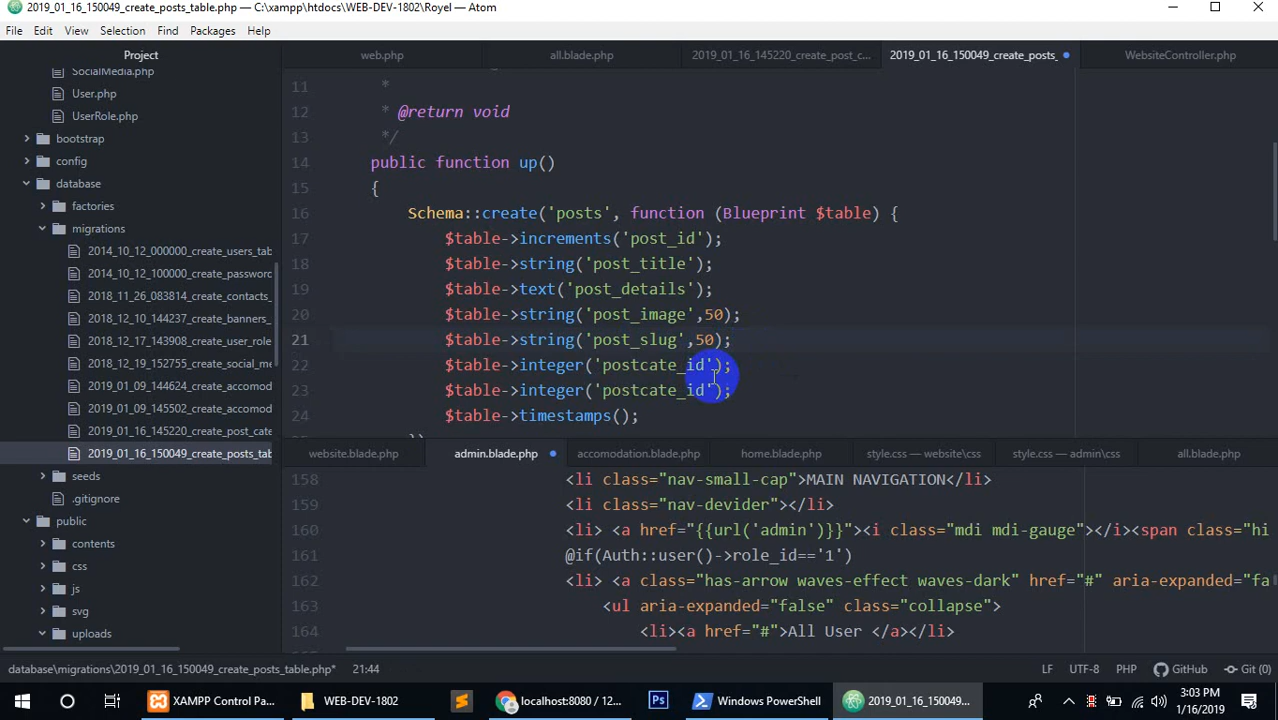 2019_01_16_150049_create_posts_table.php — C:\xampp\htdocs\WEB-DEV-1802\Royel — Atom
File Edit View Selection Find Packages Help
Project
SocialMedia.php
User.php
UserRole.php
bootstrap
config
database
factories
migrations
2014_10_12_000000_create_users_tab
2014_10_12_100000_create_password
2018_11_26_083814_create_contacts_
2018_12_10_144237_create_banners_
2018_12_17_143908_create_user_role
2018_12_19_152755_create_social_me
2019_01_09_144624_create_accomod
2019_01_09_145502_create_accomod
2019_01_16_145220_create_post_cate
2019_01_16_150049_create_posts_tab
seeds
.gitignore
public
contents
css
js
svg
uploads
web.php all.blade.php 2019_01_16_145220_create_post_c... 2019_01_16_150049_create_posts_ WebsiteController.php
11 *
12 * @return void
13 */
14 public function up()
15 {
16 Schema::create('posts', function (Blueprint $table) {
17 $table->increments('post_id');
18 $table->string('post_title');
19 $table->text('post_details');
20 $table->string('post_image',50);
21 $table->string('post_slug',50);
22 $table->integer('postcate_id');
23 $table->integer('postcate_id');
24 $table->timestamps();
website.blade.php admin.blade.php accomodation.blade.php home.blade.php style.css — website\css style.css — admin\css all.blade.php
158 <li class="nav-small-cap">MAIN NAVIGATION</li>
159 <li class="nav-devider"></li>
160 <li> <a href="{{url('admin')}}"><i class="mdi mdi-gauge"></i><span class="hi
161 @if(Auth::user()->role_id=='1')
162 <li> <a class="has-arrow waves-effect waves-dark" href="#" aria-expanded="fa
163 <ul aria-expanded="false" class="collapse">
164 <li><a href="#">All User </a></li>
database\migrations\2019_01_16_150049_create_posts_table.php* 21:44 LF UTF-8 PHP GitHub Git (0)
XAMPP Control Pa... WEB-DEV-1802 localhost:8080 / 12... Ps Windows PowerShell 2019_01_16_150049... 3:03 PM
1/16/2019